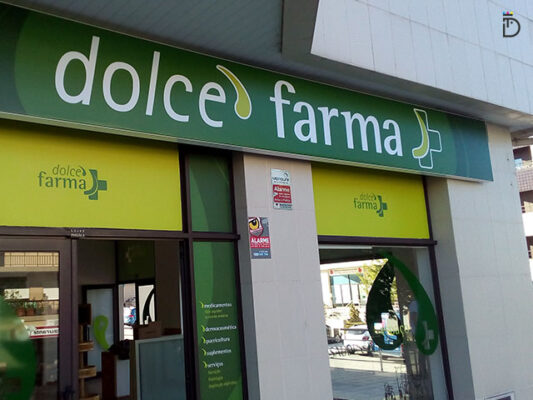 dolce farma
dolce
farma
dolce
farma
ALARME
ALARME
medicamentos
dermocosmética
puericultura
suplementos
serviços